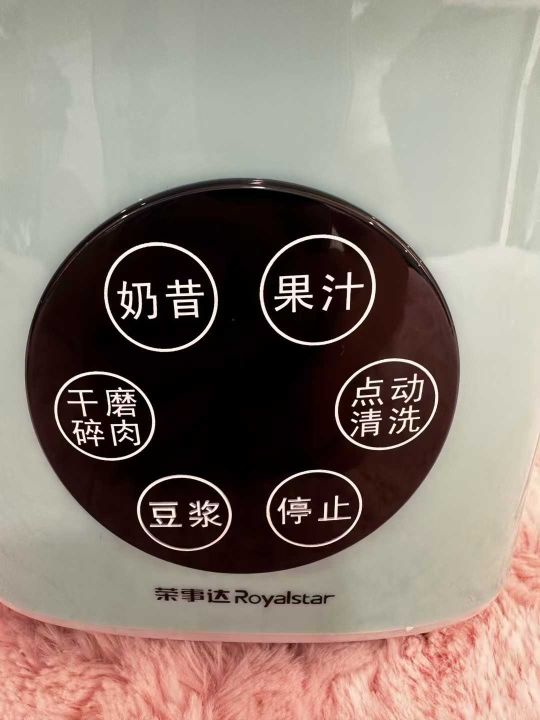 奶昔
果汁
干磨
碎肉
点动
清洗
豆浆
停止
荣事达 Royalstar